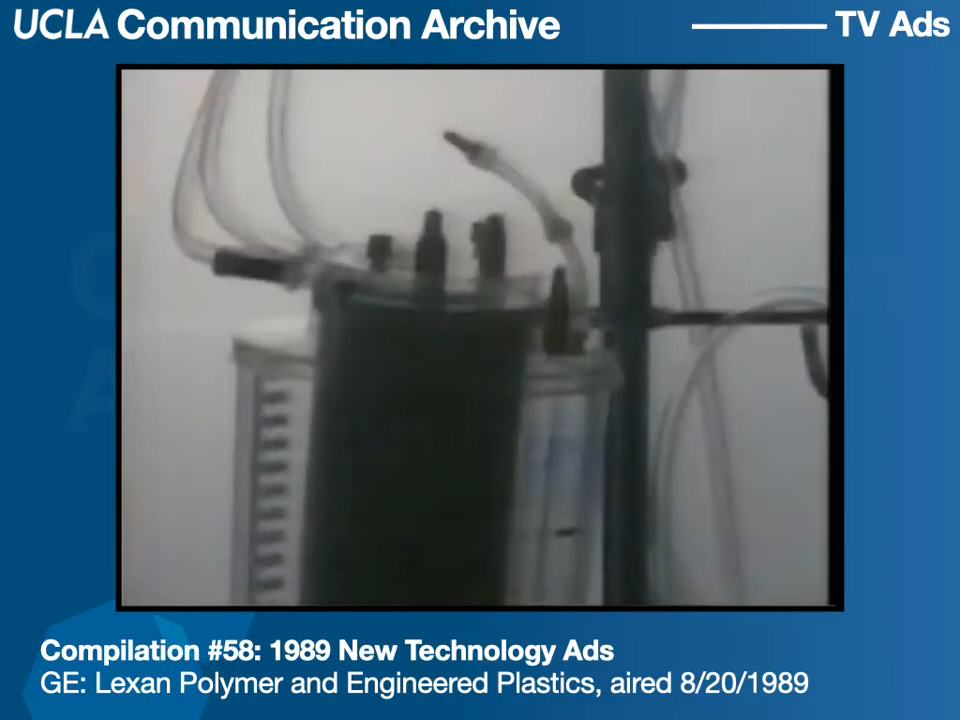 UCLA Communication Archive
TV Ads
Compilation #58: 1989 New Technology Ads
GE: Lexan Polymer and Engineered Plastics, aired 8/20/1989